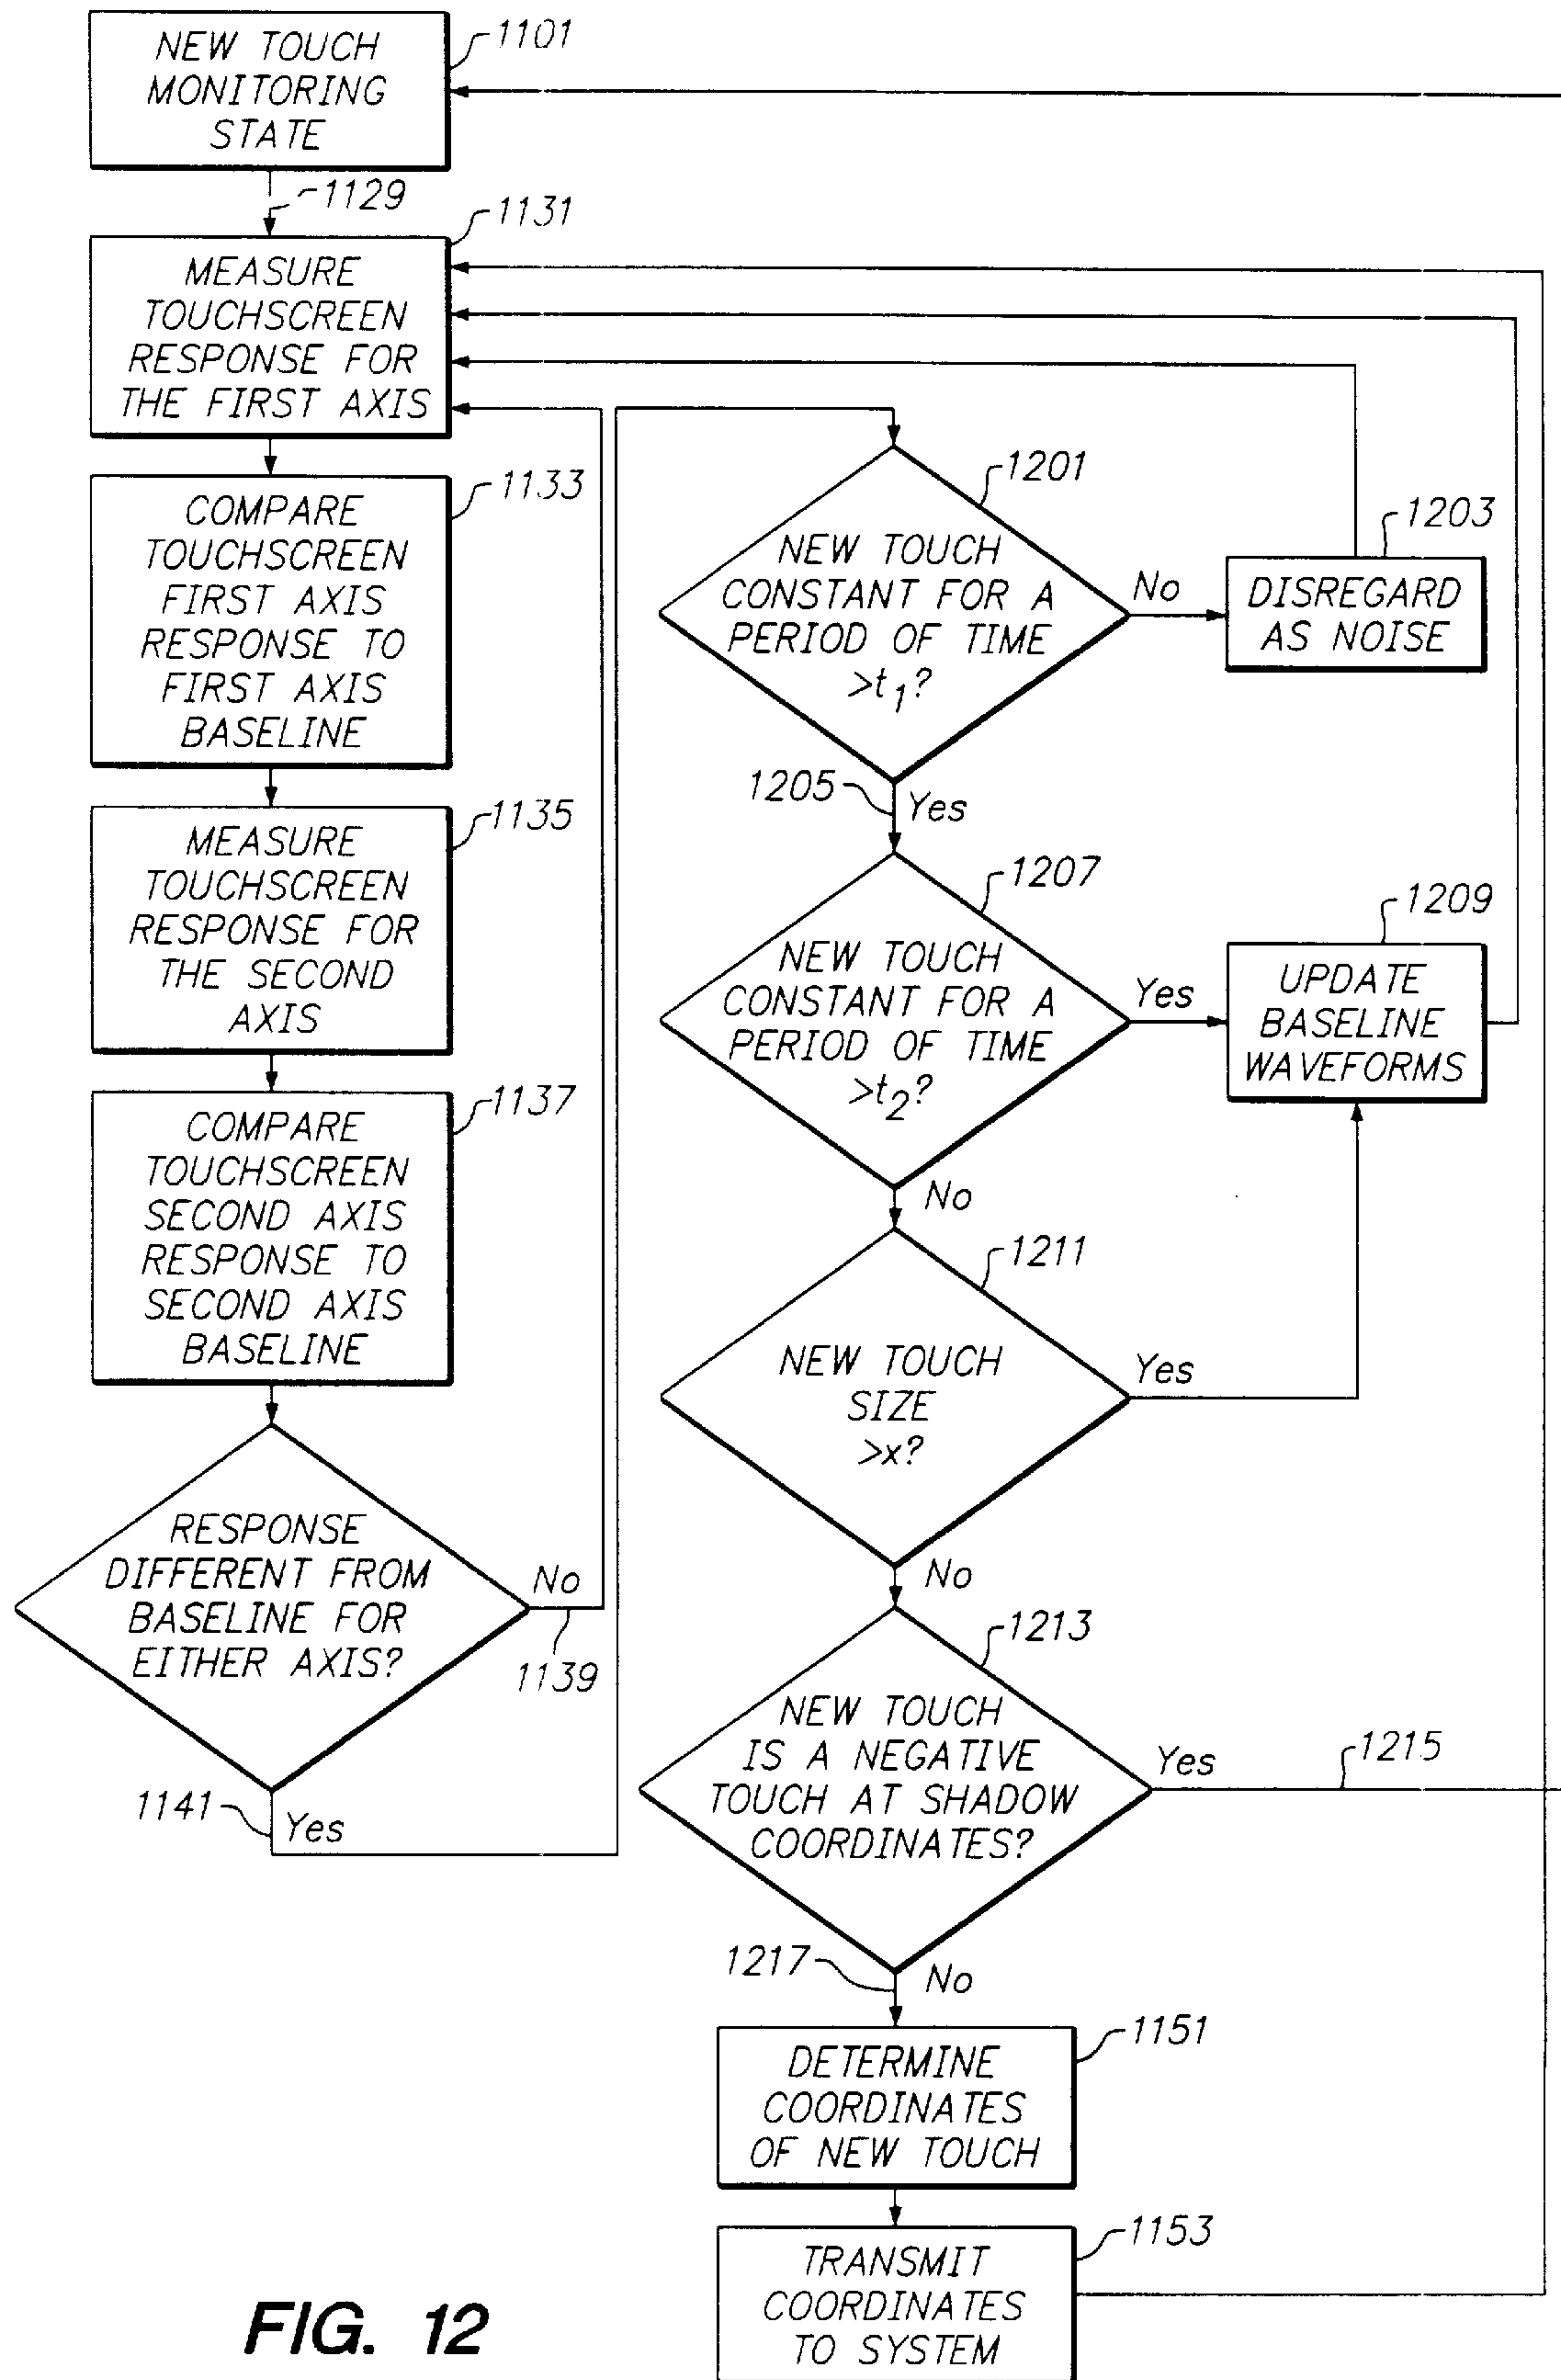 NEW TOUCH
MONITORING
STATE
1101
1129
MEASURE
TOUCHSCREEN
RESPONSE FOR
THE FIRST AXIS
1131
COMPARE
TOUCHSCREEN
FIRST AXIS
RESPONSE TO
FIRST AXIS
BASELINE
1133
MEASURE
TOUCHSCREEN
RESPONSE FOR
THE SECOND
AXIS
1135
COMPARE
TOUCHSCREEN
SECOND AXIS
RESPONSE TO
SECOND AXIS
BASELINE
1137
RESPONSE
DIFFERENT FROM
BASELINE FOR
EITHER AXIS?
No
1139
1141
Yes
NEW TOUCH
CONSTANT FOR A
PERIOD OF TIME
>t1?
1201
No
DISREGARD
AS NOISE
1203
1205
Yes
NEW TOUCH
CONSTANT FOR A
PERIOD OF TIME
>t2?
1207
Yes
UPDATE
BASELINE
WAVEFORMS
1209
No
NEW TOUCH
SIZE
>x?
1211
Yes
No
NEW TOUCH
IS A NEGATIVE
TOUCH AT SHADOW
COORDINATES?
1213
Yes
1215
1217
No
DETERMINE
COORDINATES
OF NEW TOUCH
1151
TRANSMIT
COORDINATES
TO SYSTEM
1153
FIG. 12